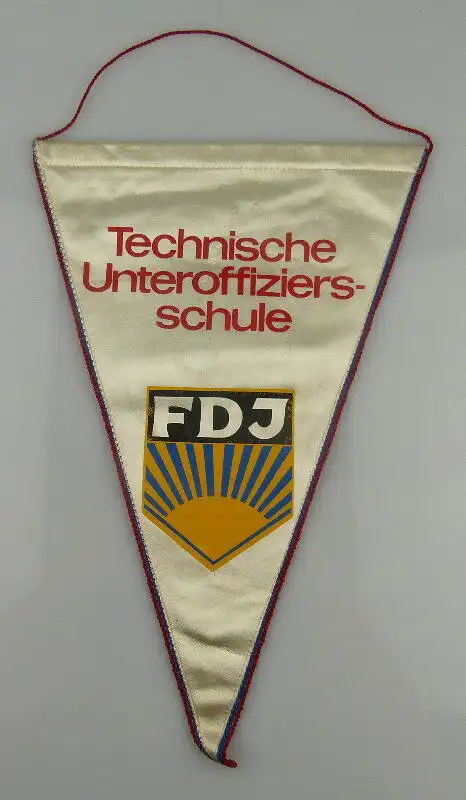 Technische
Unteroffiziers-
schule
FDJ